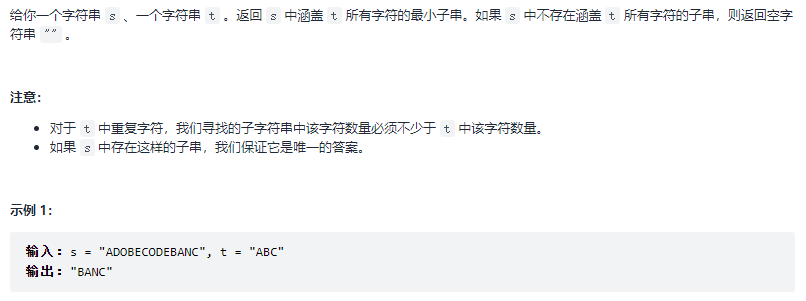 给你一个字符串 s 、一个字符串 t 。返回 s 中涵盖 t 所有字符的最小子串。如果 s 中不存在涵盖 t 所有字符的子串，则返回空字
符串 "" 。
注意：
• 对于 t 中重复字符，我们寻找的子字符串中该字符数量必须不少于 t 中该字符数量。
• 如果 s 中存在这样的子串，我们保证它是唯一的答案。
示例 1：
输入：s = "ADOBECODEBANC", t = "ABC"
输出："BANC"